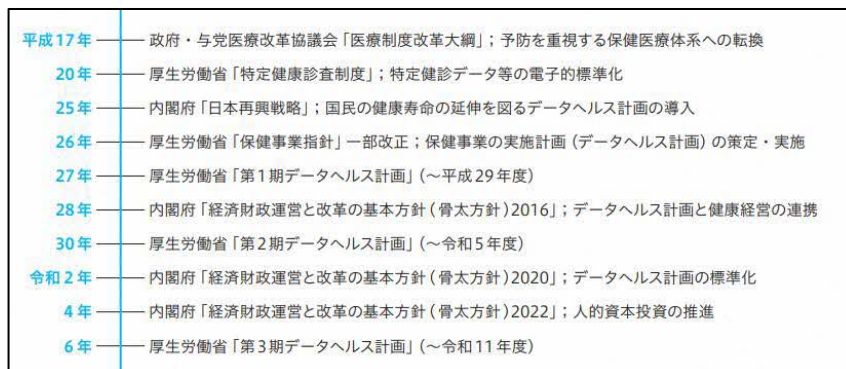 平成17年 政府・与党医療改革協議会「医療制度改革大綱」；予防を重視する保健医療体系への転換
20年 厚生労働省「特定健康診査制度」；特定健診データ等の電子的標準化
25年 内閣府「日本再興戦略」；国民の健康寿命の延伸を図るデータヘルス計画の導入
26年 厚生労働省「保健事業指針」一部改正；保健事業の実施計画（データヘルス計画）の策定・実施
27年 厚生労働省「第1期データヘルス計画」（～平成29年度）
28年 内閣府「経済財政運営と改革の基本方針（骨太方針）2016」；データヘルス計画と健康経営の連携
30年 厚生労働省「第2期データヘルス計画」（～令和5年度）
令和2年 内閣府「経済財政運営と改革の基本方針（骨太方針）2020」；データヘルス計画の標準化
4年 内閣府「経済財政運営と改革の基本方針（骨太方針）2022」；人的資本投資の推進
6年 厚生労働省「第3期データヘルス計画」（～令和11年度）